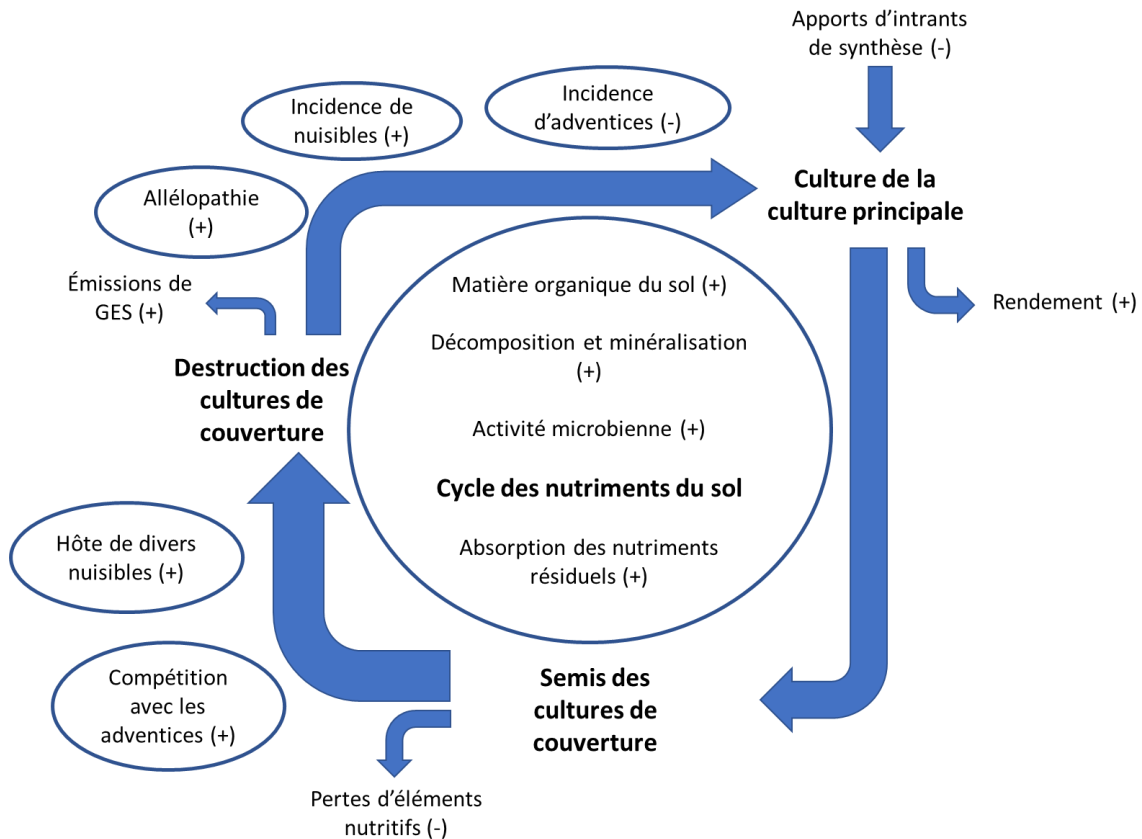 Apports d'intrants
de synthèse (-)
Incidence
d'adventices (-)
Incidence de
nuisibles (+)
Culture de la
culture principale
Allélopathie
(+)
Émissions de
GES (+)
Matière organique du sol (+)
Rendement (+)
Décomposition et minéralisation
(+)
Destruction des
cultures de
couverture
Activité microbienne (+)
Cycle des nutriments du sol
Absorption des nutriments
résiduels (+)
Hôte de divers
nuisibles (+)
Compétition
avec les
adventices (+)
Semis des
cultures de
couverture
Pertes d'éléments
nutritifs (-)